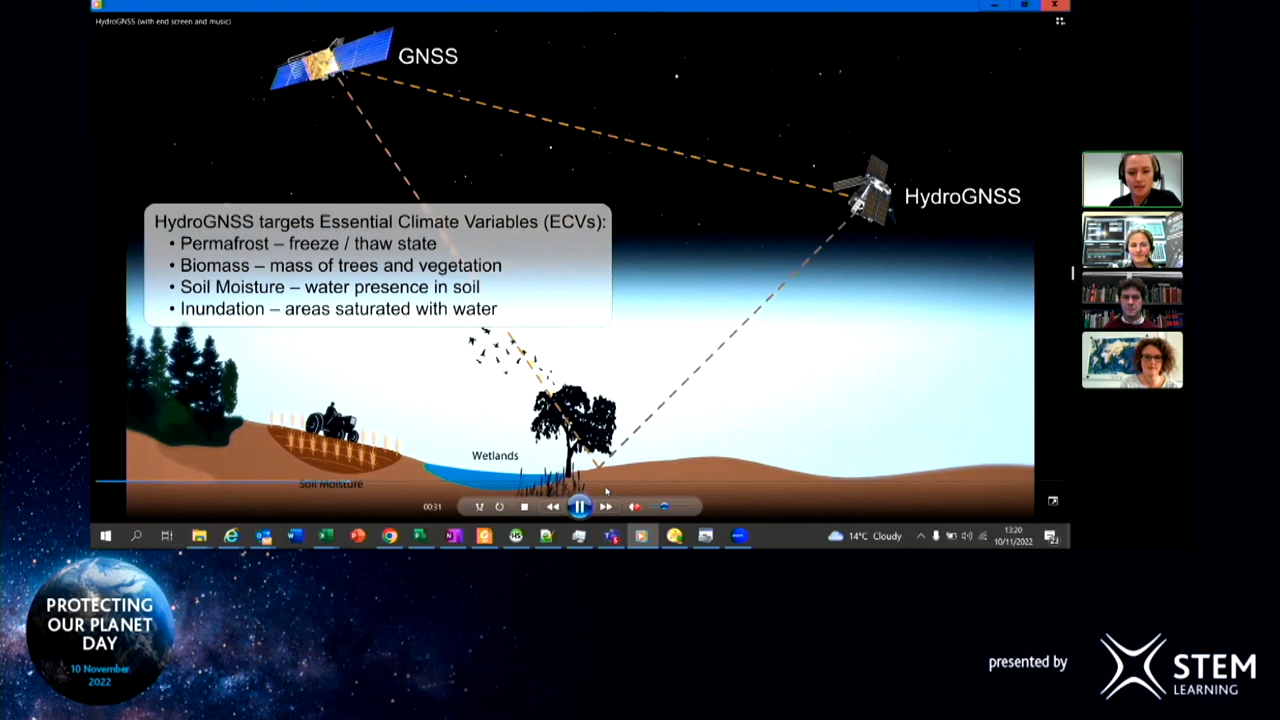 HydroGNSS (with end screen and music)
GNSS
HydroGNSS
HydroGNSS targets Essential Climate Variables (ECVs):
• Permafrost – freeze / thaw state
• Biomass – mass of trees and vegetation
• Soil Moisture – water presence in soil
• Inundation – areas saturated with water
Wetlands
Soil Moisture
00:31
14°C Cloudy
13:20
10/11/2022
23
PROTECTING
OUR PLANET
DAY
10 November
2022
presented by
STEM
LEARNING